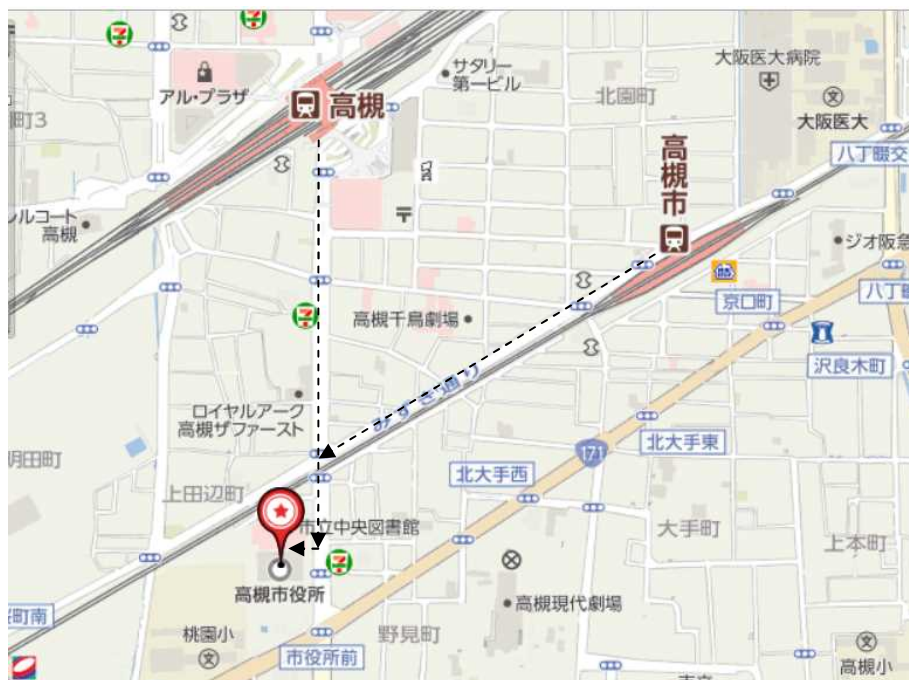 アル・プラザ
高槻
サタリー
第一ビル
北園町
大阪医大病院
大阪医大
町3
八丁畷交
高槻市
ルコート
高槻
ジオ阪急
京口町
八丁
高槻千鳥劇場
沢良木町
みずき通り
ロイヤルアーク
高槻ザファースト
171
北大手東
明田町
北大手西
上田辺町
市立中央図書館
大手町
上本町
高槻市役所
高槻現代劇場
町南
桃園小
野見町
市役所前
高槻小